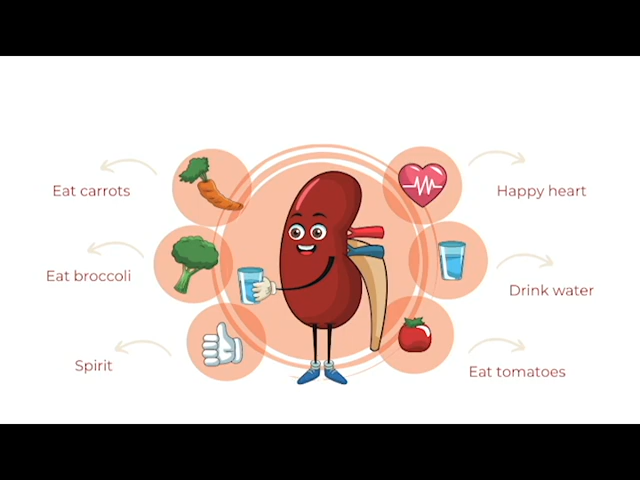 Eat carrots
Happy heart
Eat broccoli
Drink water
Spirit
Eat tomatoes